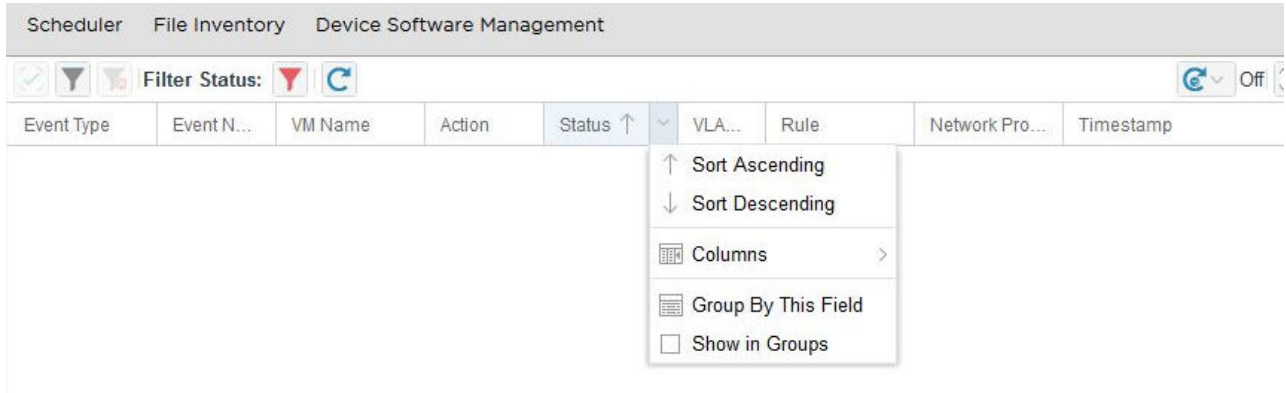 Scheduler File Inventory Device Software Management
Filter Status: Off
Event Type Event N... VM Name Action Status VLA... Rule Network Pro... Timestamp
Sort Ascending
Sort Descending
Columns
Group By This Field
Show in Groups